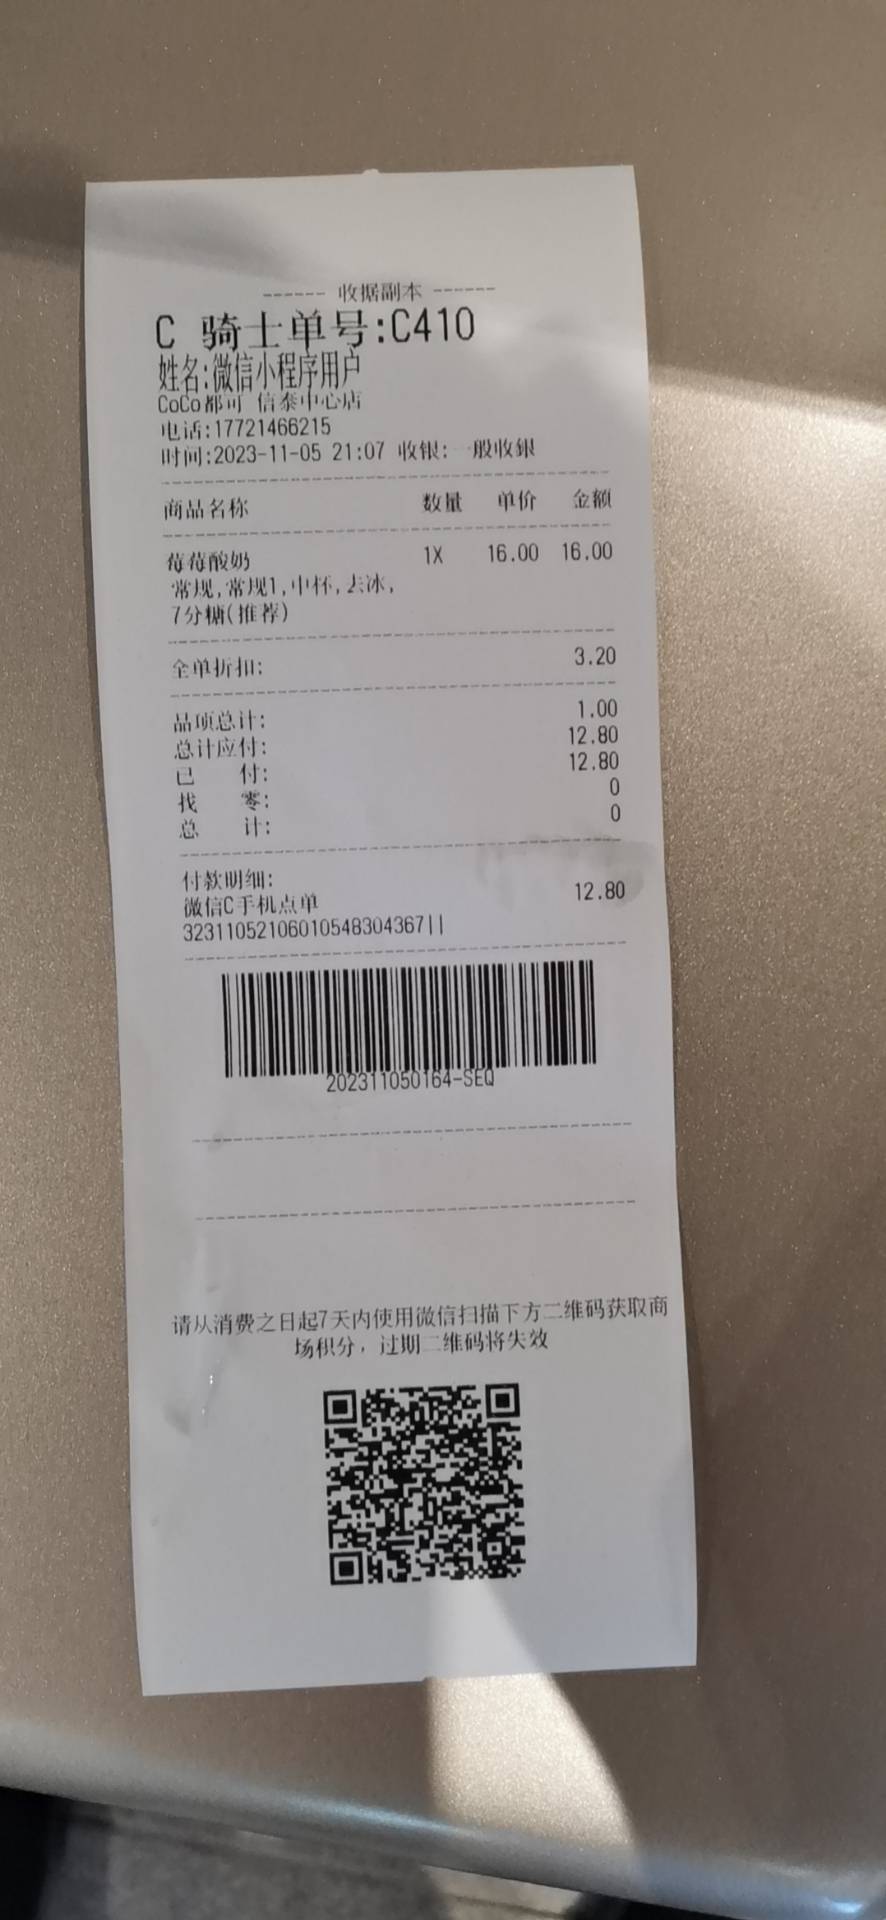 ------ 收据副本 ------
C 骑士单号:C410
姓名:微信小程序用户
CoCo都可 信泰中心店
电话:17721466215
时间:2023-11-05 21:07 收银:一般收銀
商品名称 数量 单价 金额
莓莓酸奶 1X 16.00 16.00
常规,常规1,中杯,去冰,
7分糖(推荐)
全单折扣: 3.20
品项总计: 1.00
总计应付: 12.80
已 付: 12.80
找 零: 0
总 计: 0
付款明细:
微信C手机点单 12.80
323110521060105483043​67||
202311050164-SEQ
请从消费之日起7天内使用微信扫描下方二维码获取商
场积分，过期二维码将失效